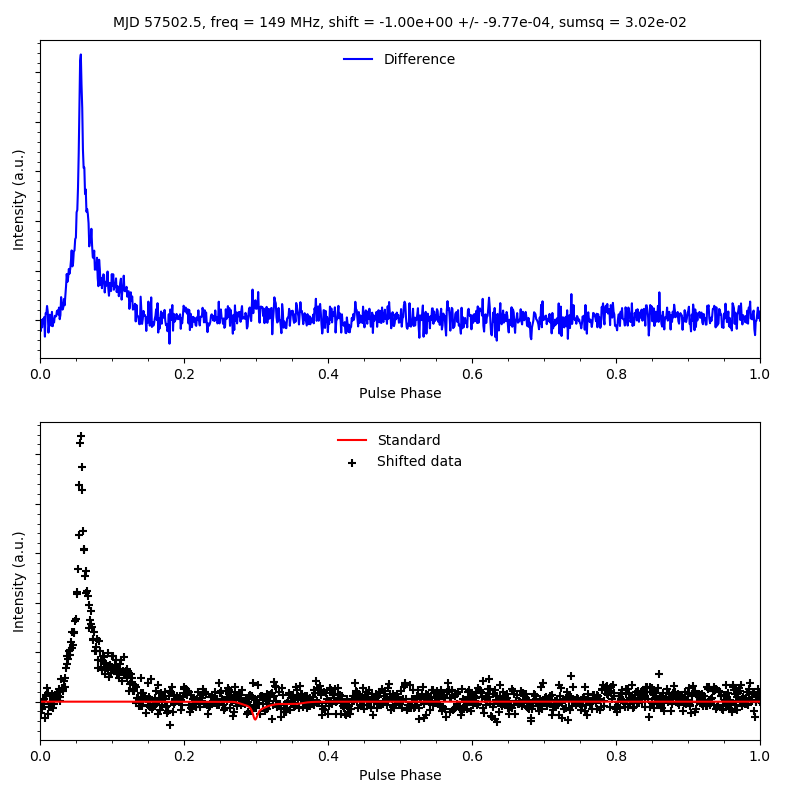 MJD 57502.5, freq = 149 MHz, shift = -1.00e+00 +/- -9.77e-04, sumsq = 3.02e-02
Difference
Intensity (a.u.)
0.0 0.2 0.4 0.6 0.8 1.0
Pulse Phase
Standard
Shifted data
Intensity (a.u.)
0.0 0.2 0.4 0.6 0.8 1.0
Pulse Phase